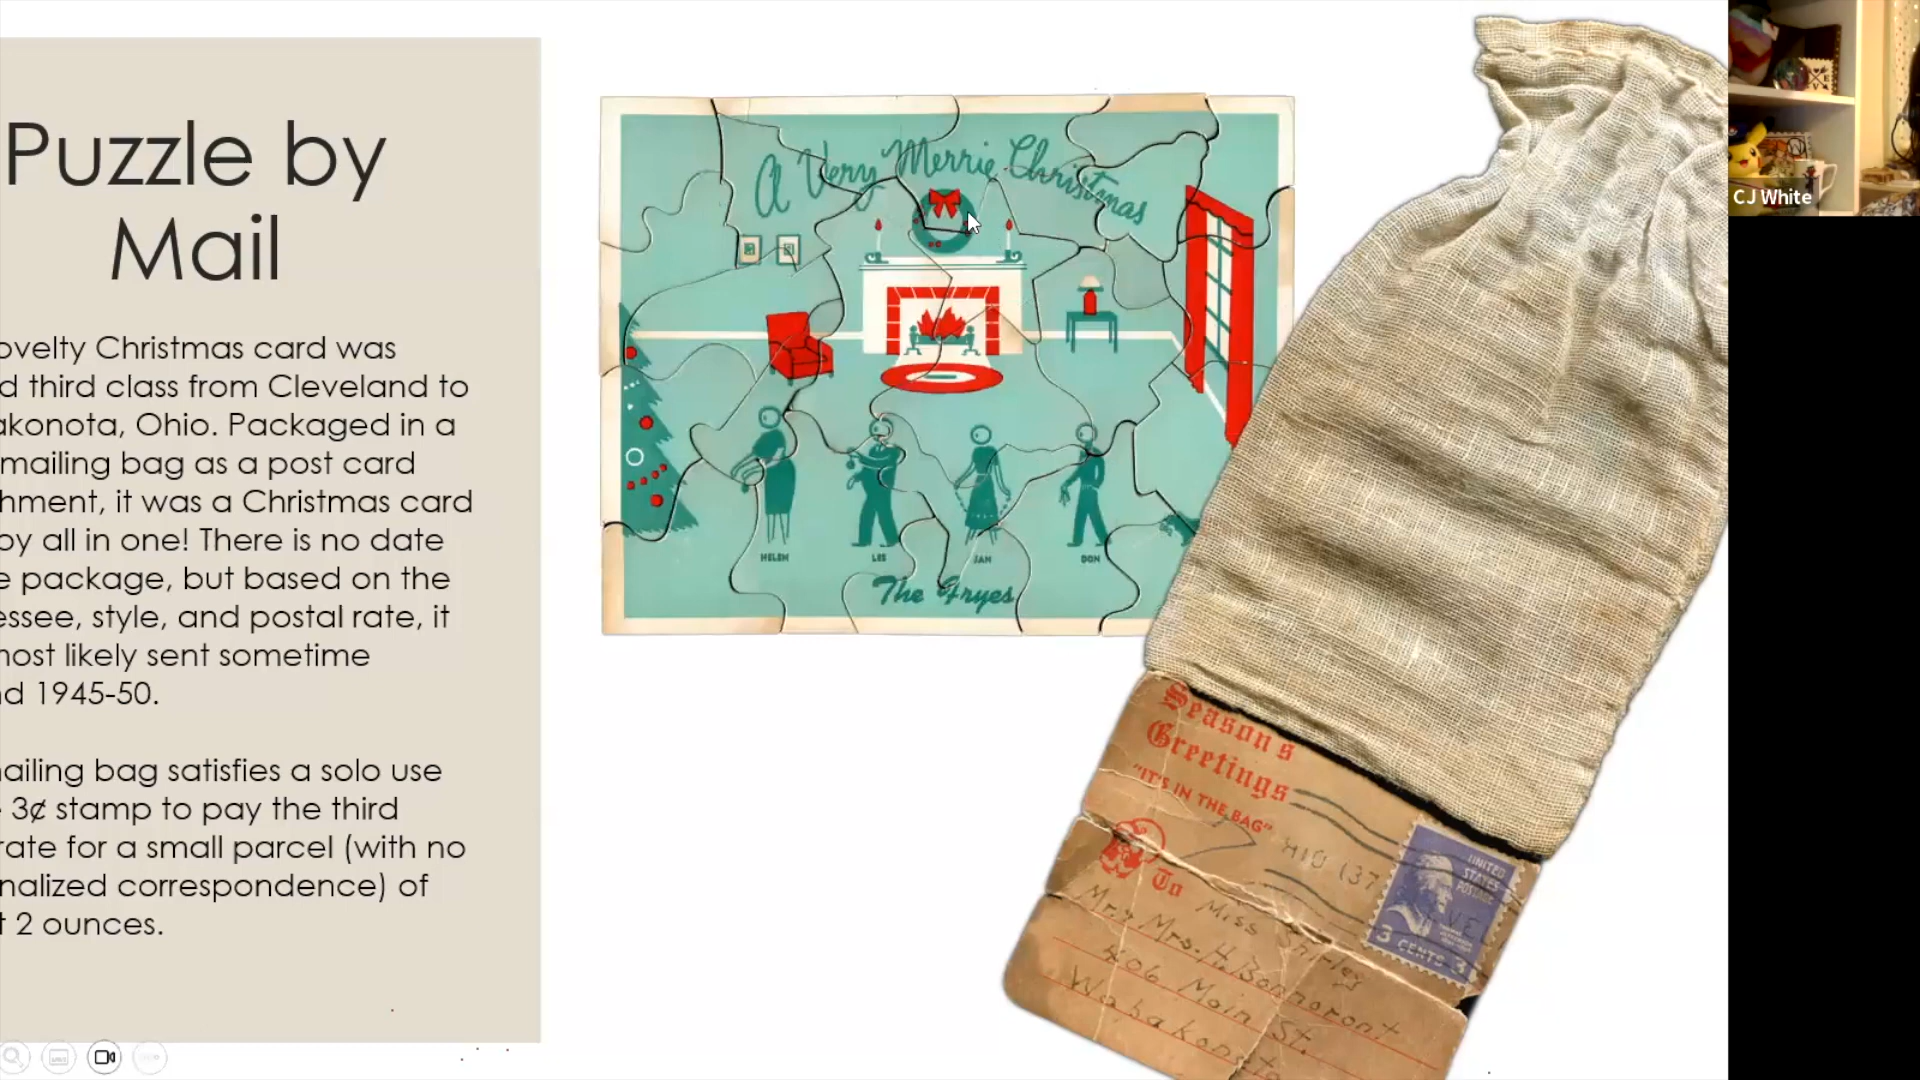 Puzzle by
Mail
ovelty Christmas card was
d third class from Cleveland to
akonota, Ohio. Packaged in a
mailing bag as a post card
hment, it was a Christmas card
oy all in one! There is no date
e package, but based on the
essee, style, and postal rate, it
most likely sent sometime
nd 1945-50.
ailing bag satisfies a solo use
3¢ stamp to pay the third
rate for a small parcel (with no
nalized correspondence) of
t 2 ounces.
A Very Merrie Christmas
HELEN
LES
JAN
DON
The Fryes
Season's
Greetings
"IT'S IN THE BAG"
To
Miss Shirley
Mr. & Mrs. H.
406 Main St.
UNITED
STATES
POSTAGE
3 CENTS 3
CJ White